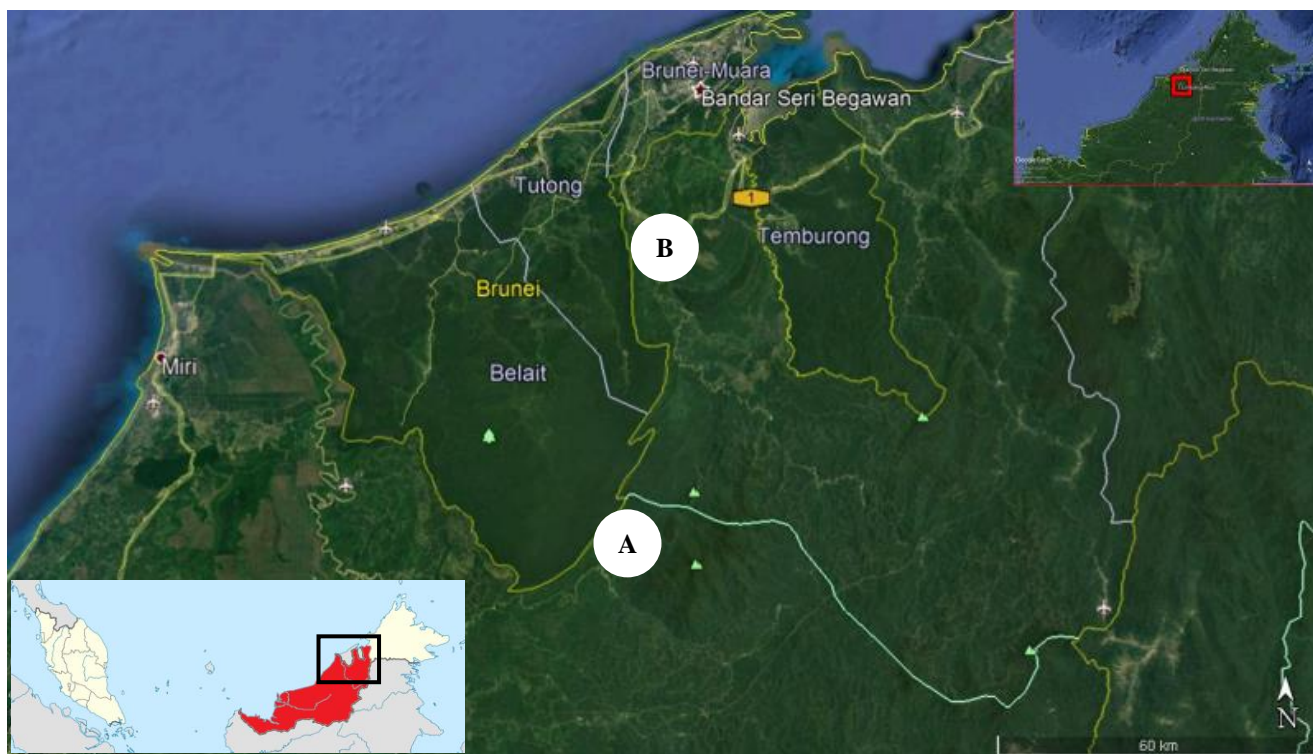 Brunei-Muara
Bandar Seri Begawan
Tutong
1
Temburong
B
Brunei
Miri
Belait
A
N
60 km